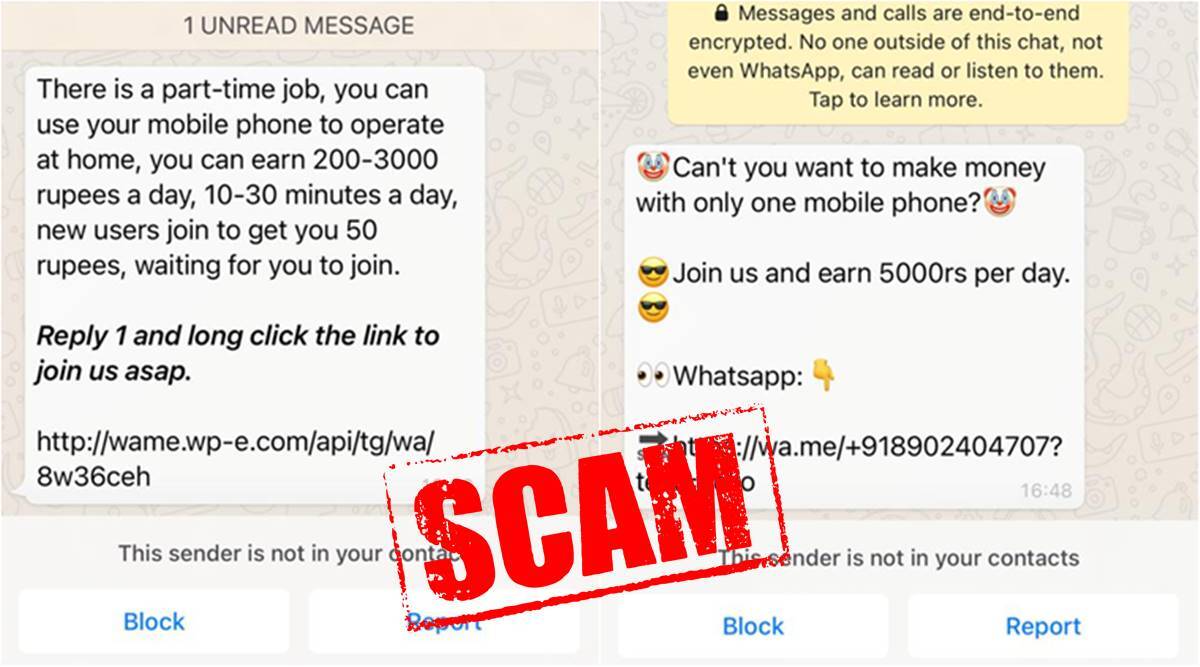 1 UNREAD MESSAGE
There is a part-time job, you can
use your mobile phone to operate
at home, you can earn 200-3000
rupees a day, 10-30 minutes a day,
new users join to get you 50
rupees, waiting for you to join.
Reply 1 and long click the link to
join us asap.
http://wame.wp-e.com/api/tg/wa/
8w36ceh
This sender is not in your contac
Block
Report
🔒 Messages and calls are end-to-end
encrypted. No one outside of this chat, not
even WhatsApp, can read or listen to them.
Tap to learn more.
🤡Can't you want to make money
with only one mobile phone?🤡
😎Join us and earn 5000rs per day.
😎
👀Whatsapp: 👇
://wa.me/+918902404707?
16:48
This sender is not in your contacts
Block
Report
SCAM